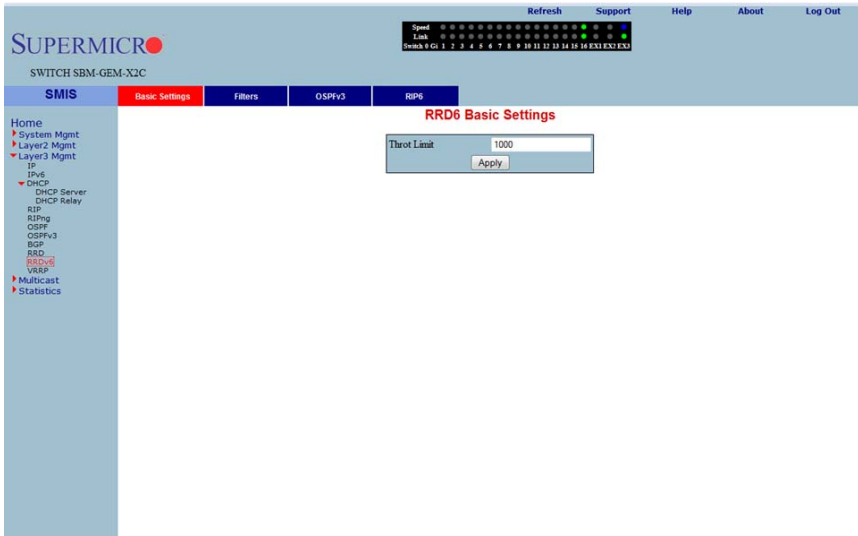 Refresh Support Help About Log Out
SUPERMICRO
SWITCH SBM-GEM-X2C
Speed
Link
Switch 0 Gi 1 2 3 4 5 6 7 8 9 10 11 12 13 14 15 16 EX1 EX2 EX3
SMIS
Basic Settings Filters OSPFv3 RIP6
Home
System Mgmt
Layer2 Mgmt
Layer3 Mgmt
IP
IPv6
DHCP
DHCP Server
DHCP Relay
RIP
RIPng
OSPF
OSPFv3
BGP
RRD
RRDv6
VRRP
Multicast
Statistics
RRD6 Basic Settings
Throt Limit 1000
Apply